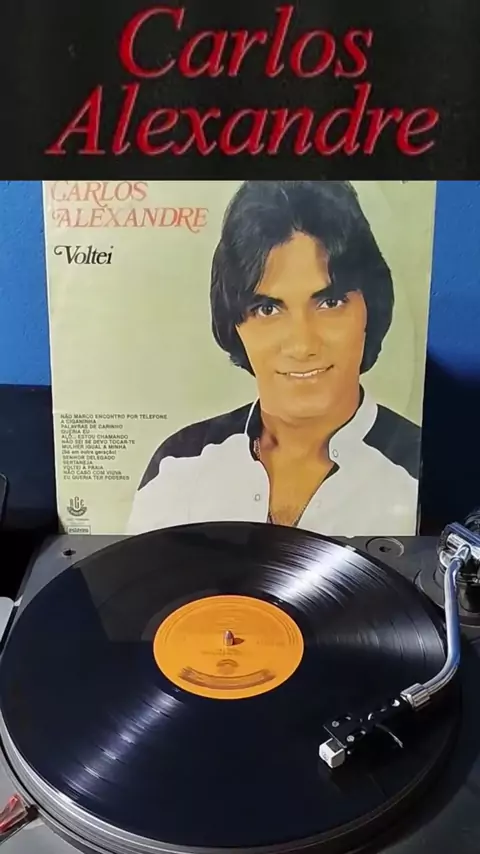 Carlos
Alexandre
CARLOS
ALEXANDRE
Voltei
NÃO MARCO ENCONTRO POR TELEFONE
A CIGANINHA
PALAVRAS DE CARINHO
QUERIA EU
ALÔ... ESTOU CHAMANDO
NÃO SEI SE DEVO TOCAR-TE
MULHER IGUAL A MINHA
(Só em outra geração)
SENHOR DELEGADO
SERTANEJA
VOLTEI À PRAIA
NÃO CASO COM VIÚVA
EU QUERIA TER PODERES
RGE